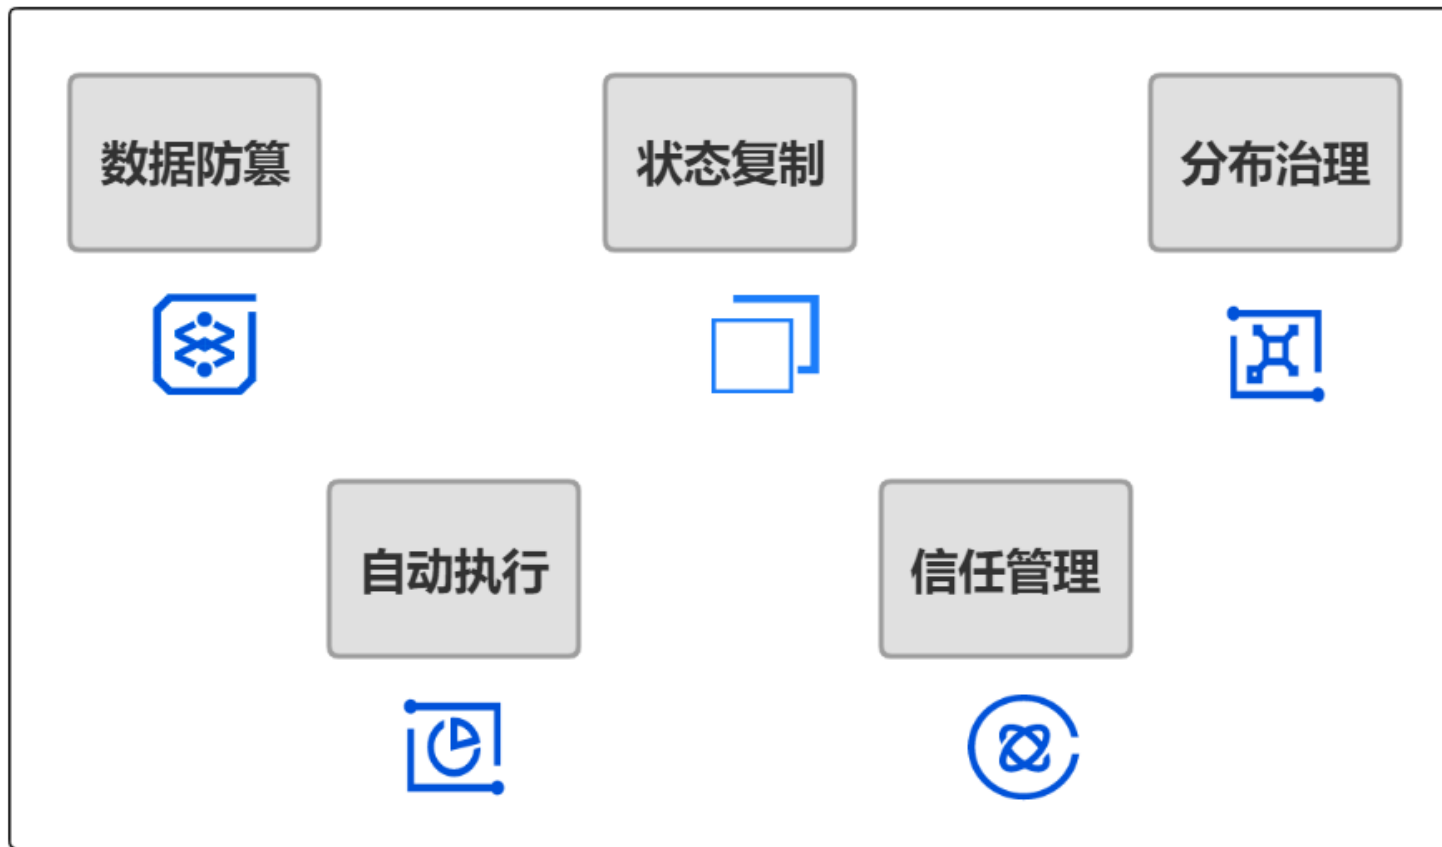 数据防篡
状态复制
分布治理
自动执行
信任管理